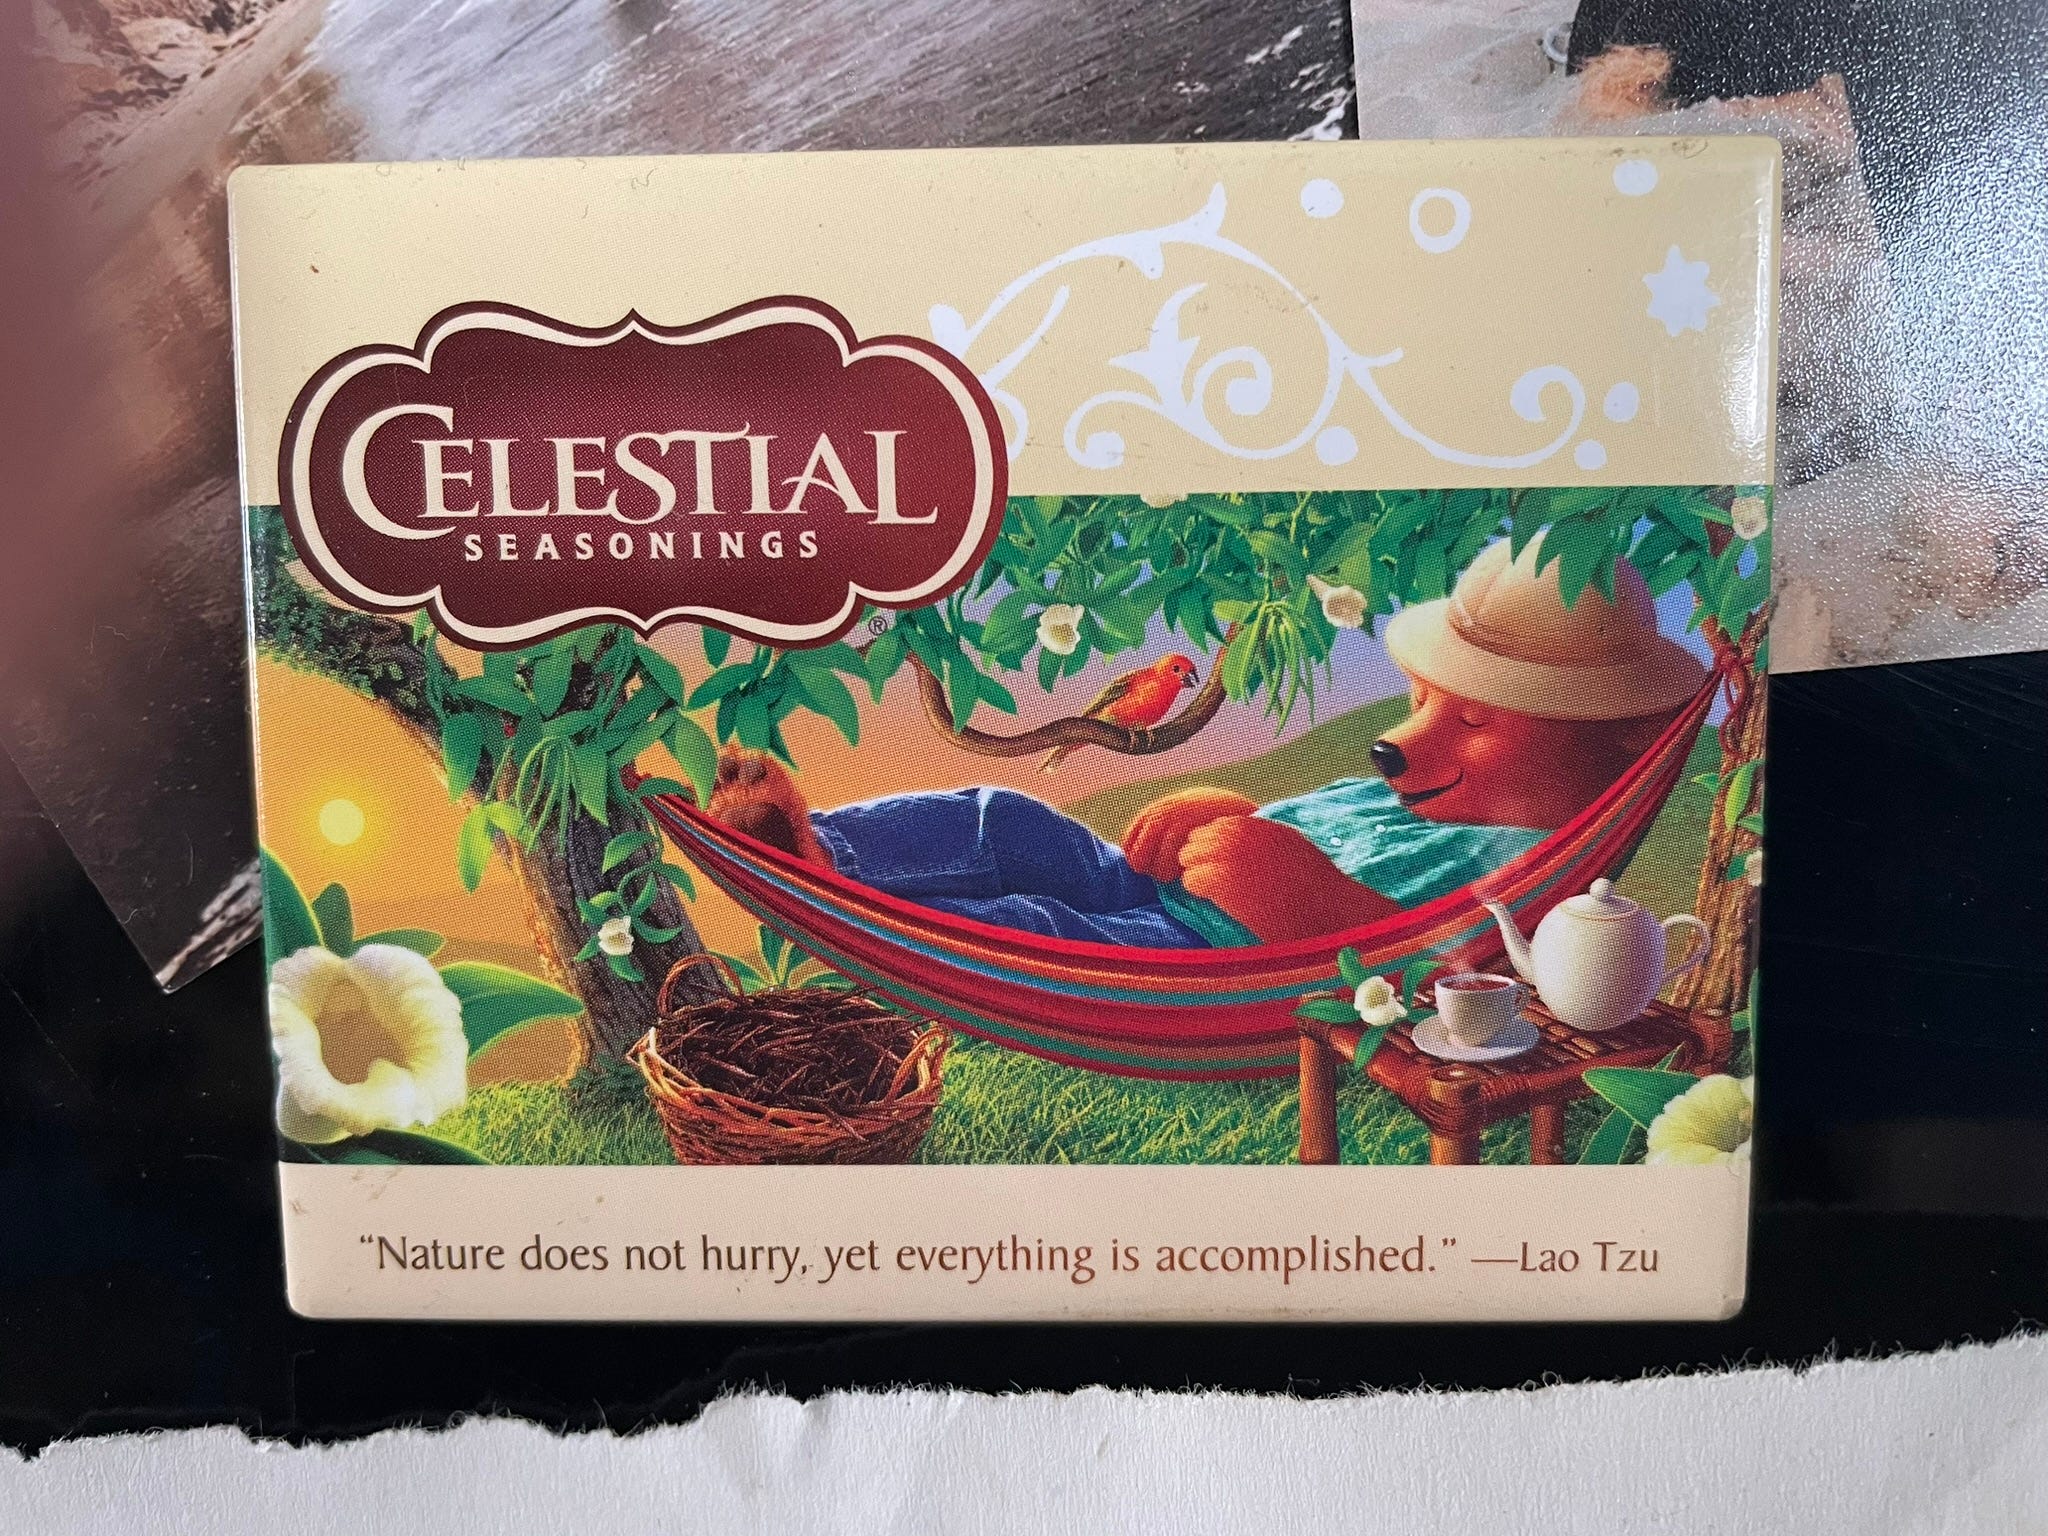 CELESTIAL
SEASONINGS
®
“Nature does not hurry, yet everything is accomplished.” —Lao Tzu